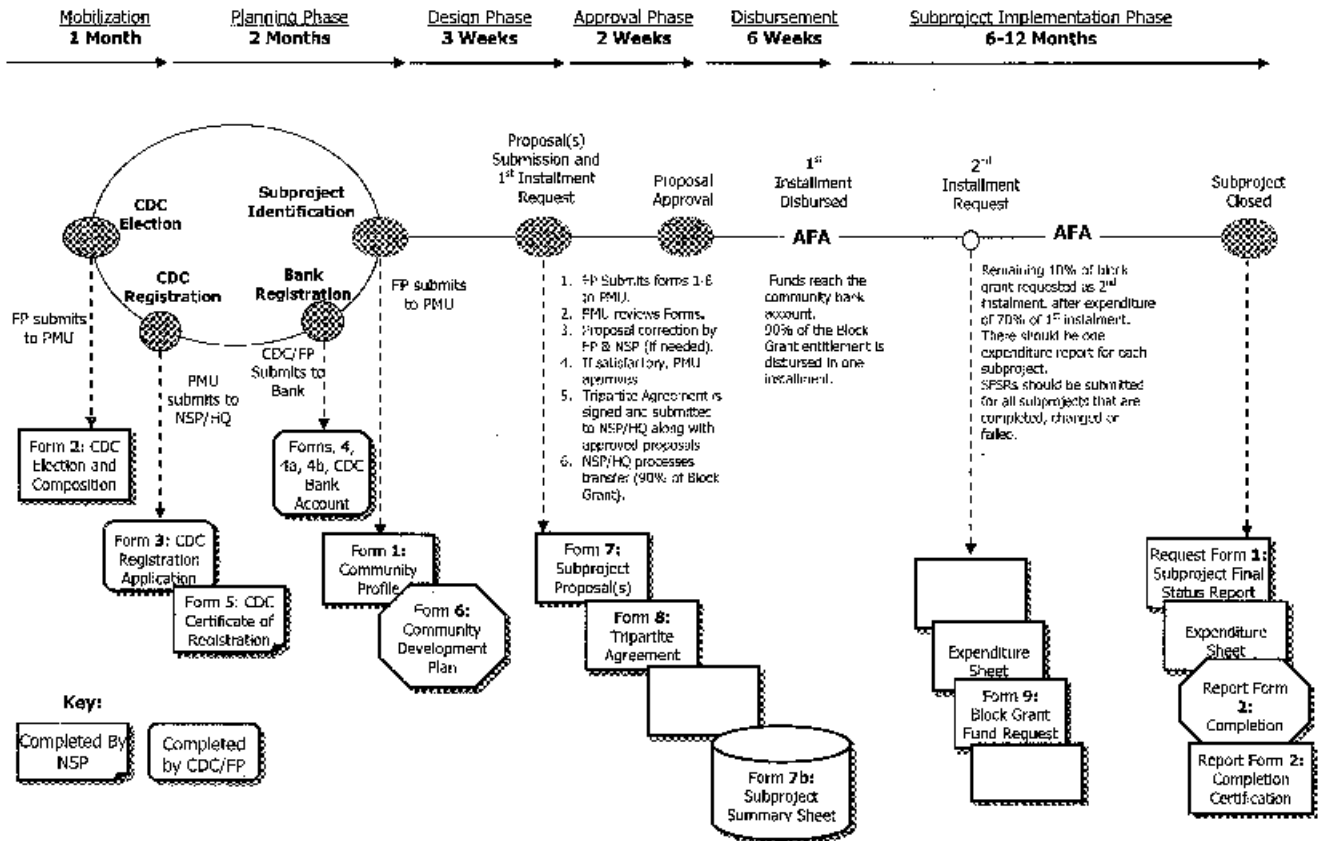 Mobilization
1 Month
Planning Phase
2 Months
Design Phase
3 Weeks
Approval Phase
2 Weeks
Disbursement
6 Weeks
Subproject Implementation Phase
6-12 Months
CDC
Election
Subproject
Identification
CDC
Registration
Bank
Registration
Proposal(s)
Submission and
1st Installment
Request
Proposal
Approval
1st
Installment
Disbursed
2nd
Installment
Request
Subproject
Closed
AFA
AFA
FP submits
to PMU
PMU
submits to
NSP/HQ
CDC/FP
Submits to
Bank
FP submits
to PMU
1. FP Submits forms 1-8
to PMU.
2. PMU reviews Forms.
3. Proposal correction by
FP & NSP (if needed).
4. If satisfactory, PMU
approves
5. Tripartite Agreement is
signed and submitted
to NSP/HQ along with
approved proposals
6. NSP/HQ processes
transfer (90% of Block
Grant).
Funds reach the
community bank
account.
90% of the Block
Grant entitlement is
disbursed in one
installment.
Remaining 10% of block
grant requested as 2nd
instalment, after expenditure
of 70% of 1st instalment.
There should be one
expenditure report for each
subproject.
SFSRs should be submitted
for all subprojects that are
completed, changed or
failed.
Form 2: CDC
Election and
Composition
Form 3: CDC
Registration
Application
Form 5: CDC
Certificate of
Registration
Forms, 4,
4a, 4b, CDC
Bank
Account
Form 1:
Community
Profile
Form 6:
Community
Development
Plan
Form 7:
Subproject
Proposal(s)
Form 8:
Tripartite
Agreement
Form 7b:
Subproject
Summary Sheet
Expenditure
Sheet
Form 9:
Block Grant
Fund Request
Request Form 1:
Subproject Final
Status Report
Expenditure
Sheet
Report Form
2:
Completion
Report Form 2:
Completion
Certification
Key:
Completed By
NSP
Completed
by CDC/FP